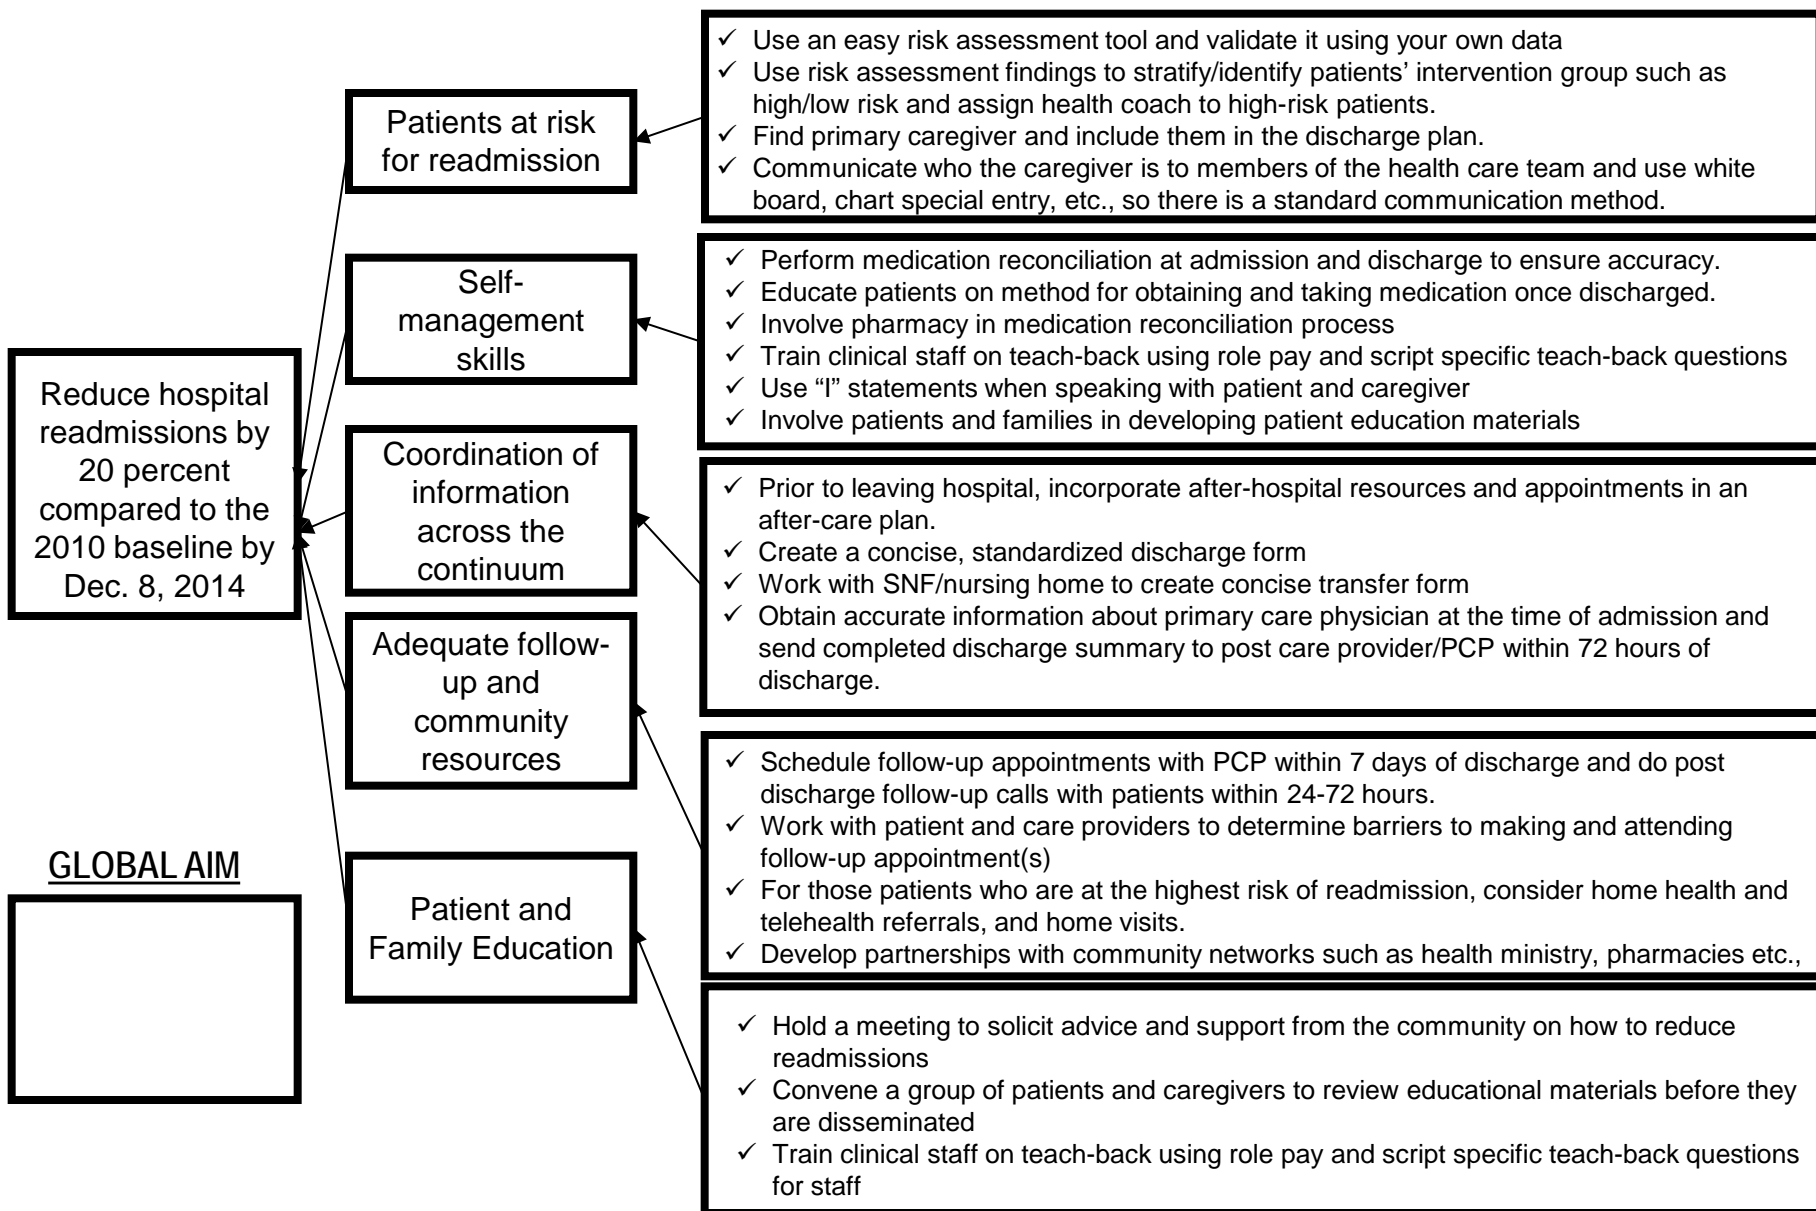 Reduce hospital
readmissions by
20 percent
compared to the
2010 baseline by
Dec. 8, 2014
GLOBAL AIM
Patients at risk
for readmission
Self-
management
skills
Coordination of
information
across the
continuum
Adequate follow-
up and
community
resources
Patient and
Family Education
✓ Use an easy risk assessment tool and validate it using your own data
✓ Use risk assessment findings to stratify/identify patients’ intervention group such as
high/low risk and assign health coach to high-risk patients.
✓ Find primary caregiver and include them in the discharge plan.
✓ Communicate who the caregiver is to members of the health care team and use white
board, chart special entry, etc., so there is a standard communication method.
✓ Perform medication reconciliation at admission and discharge to ensure accuracy.
✓ Educate patients on method for obtaining and taking medication once discharged.
✓ Involve pharmacy in medication reconciliation process
✓ Train clinical staff on teach-back using role pay and script specific teach-back questions
✓ Use “I” statements when speaking with patient and caregiver
✓ Involve patients and families in developing patient education materials
✓ Prior to leaving hospital, incorporate after-hospital resources and appointments in an
after-care plan.
✓ Create a concise, standardized discharge form
✓ Work with SNF/nursing home to create concise transfer form
✓ Obtain accurate information about primary care physician at the time of admission and
send completed discharge summary to post care provider/PCP within 72 hours of
discharge.
✓ Schedule follow-up appointments with PCP within 7 days of discharge and do post
discharge follow-up calls with patients within 24-72 hours.
✓ Work with patient and care providers to determine barriers to making and attending
follow-up appointment(s)
✓ For those patients who are at the highest risk of readmission, consider home health and
telehealth referrals, and home visits.
✓ Develop partnerships with community networks such as health ministry, pharmacies etc.,
✓ Hold a meeting to solicit advice and support from the community on how to reduce
readmissions
✓ Convene a group of patients and caregivers to review educational materials before they
are disseminated
✓ Train clinical staff on teach-back using role pay and script specific teach-back questions
for staff